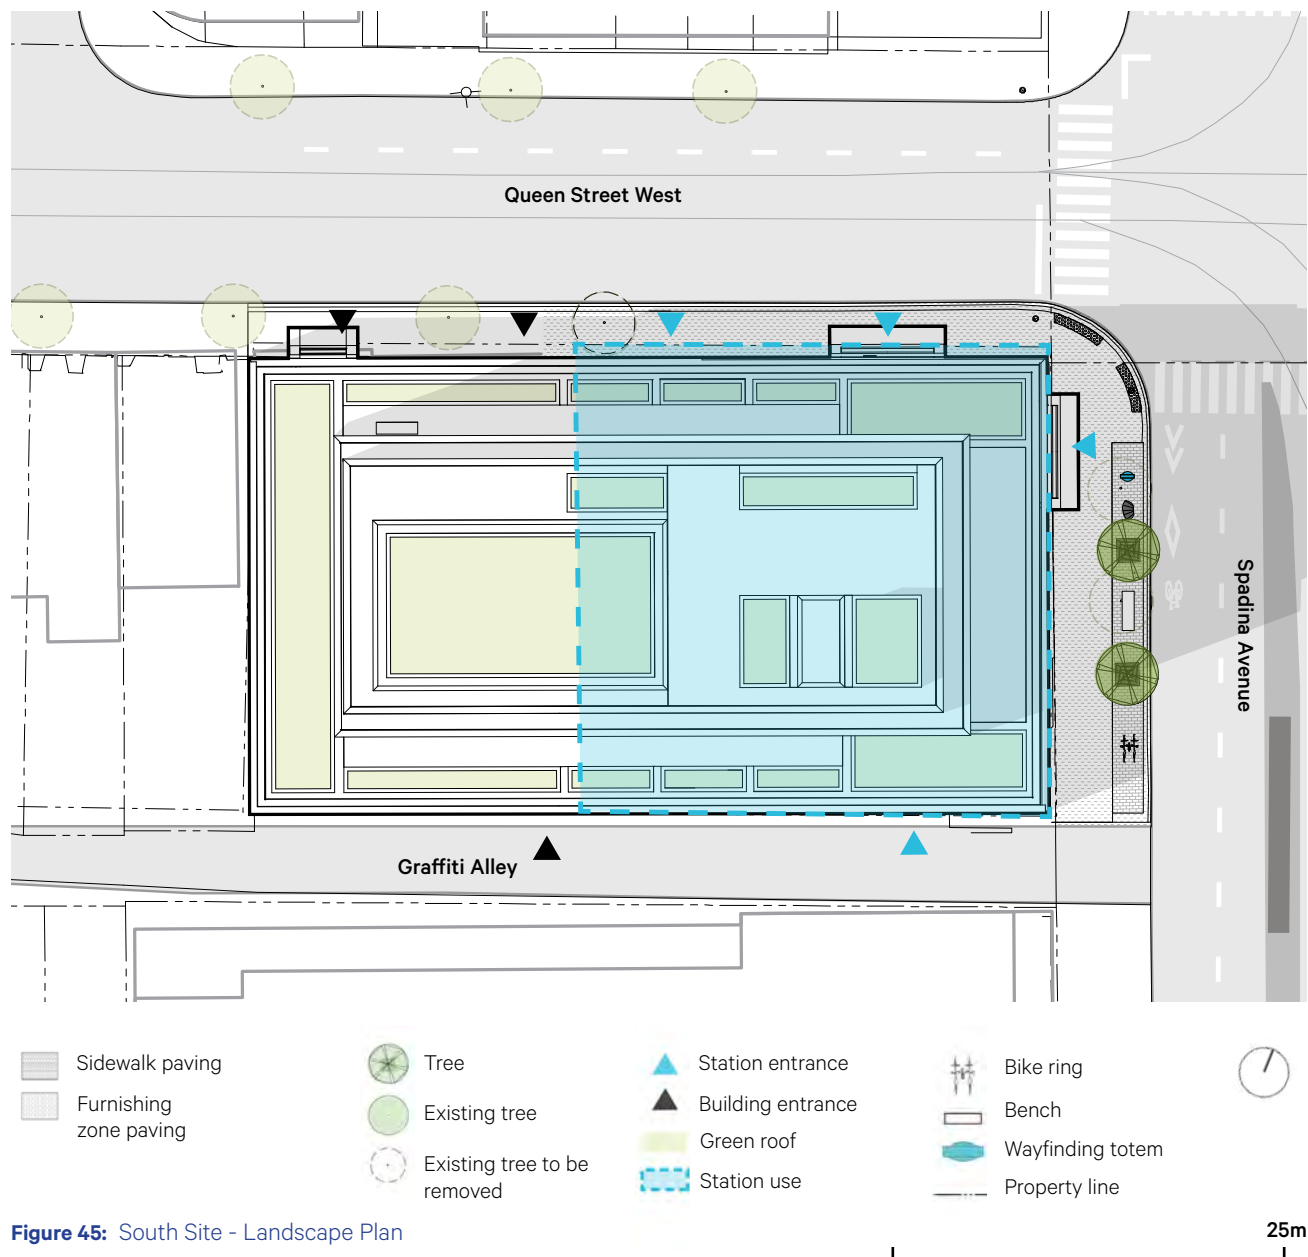 Queen Street West
Spadina Avenue
Graffiti Alley
Sidewalk paving
Furnishing
zone paving
Tree
Existing tree
Existing tree to be
removed
Station entrance
Building entrance
Green roof
Station use
Bike ring
Bench
Wayfinding totem
Property line
Figure 45: South Site - Landscape Plan
25m